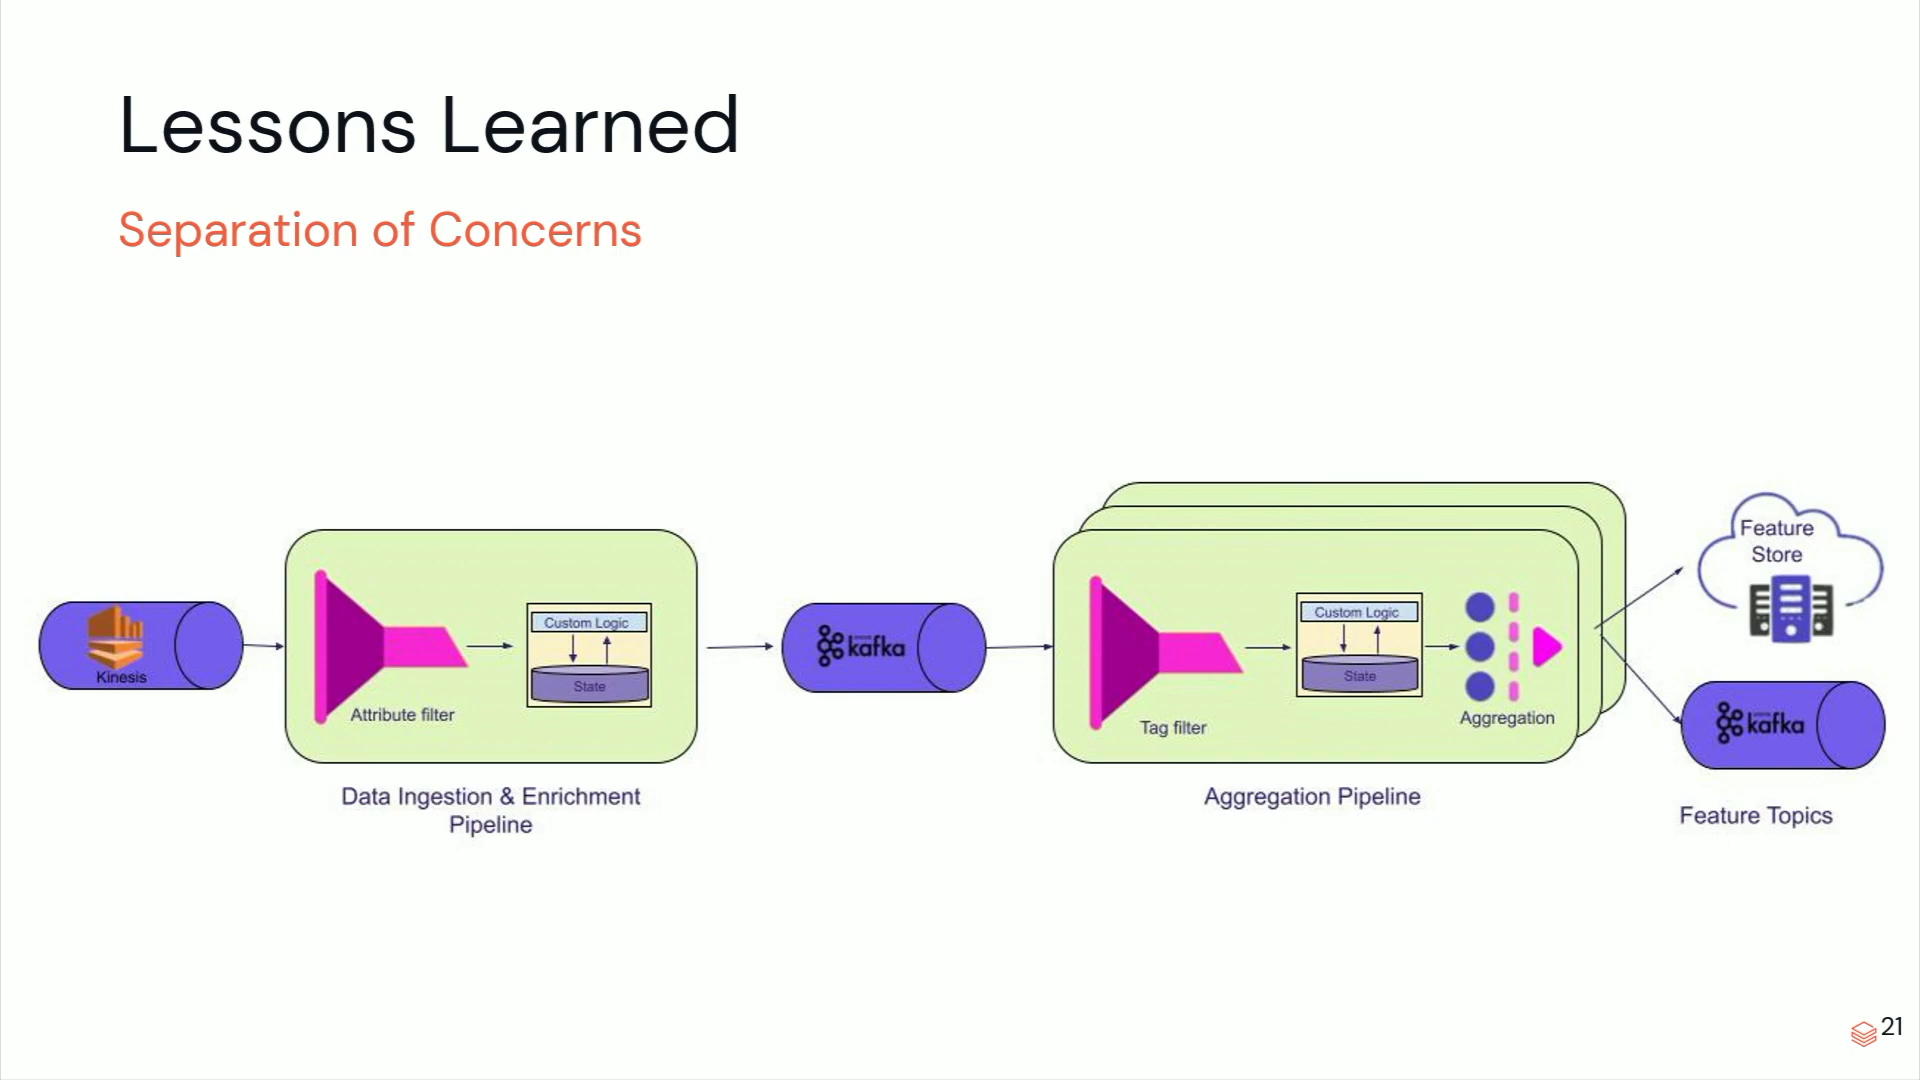 Lessons Learned
Separation of Concerns
Kinesis
Attribute filter
Custom Logic
State
Data Ingestion & Enrichment
Pipeline
kafka
Tag filter
Custom Logic
State
Aggregation
Aggregation Pipeline
Feature
Store
kafka
Feature Topics
21